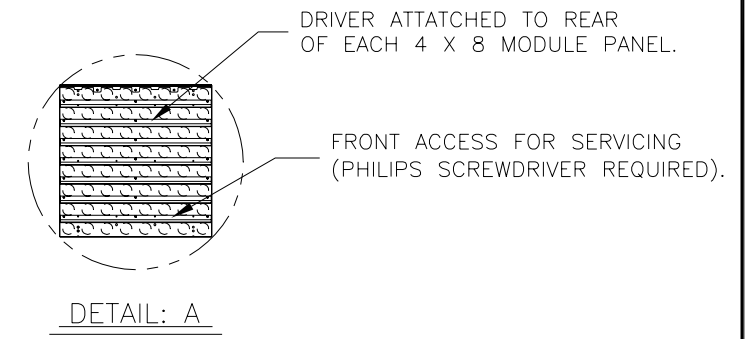 DRIVER ATTATCHED TO REAR
OF EACH 4 X 8 MODULE PANEL.
FRONT ACCESS FOR SERVICING
(PHILIPS SCREWDRIVER REQUIRED).
DETAIL: A